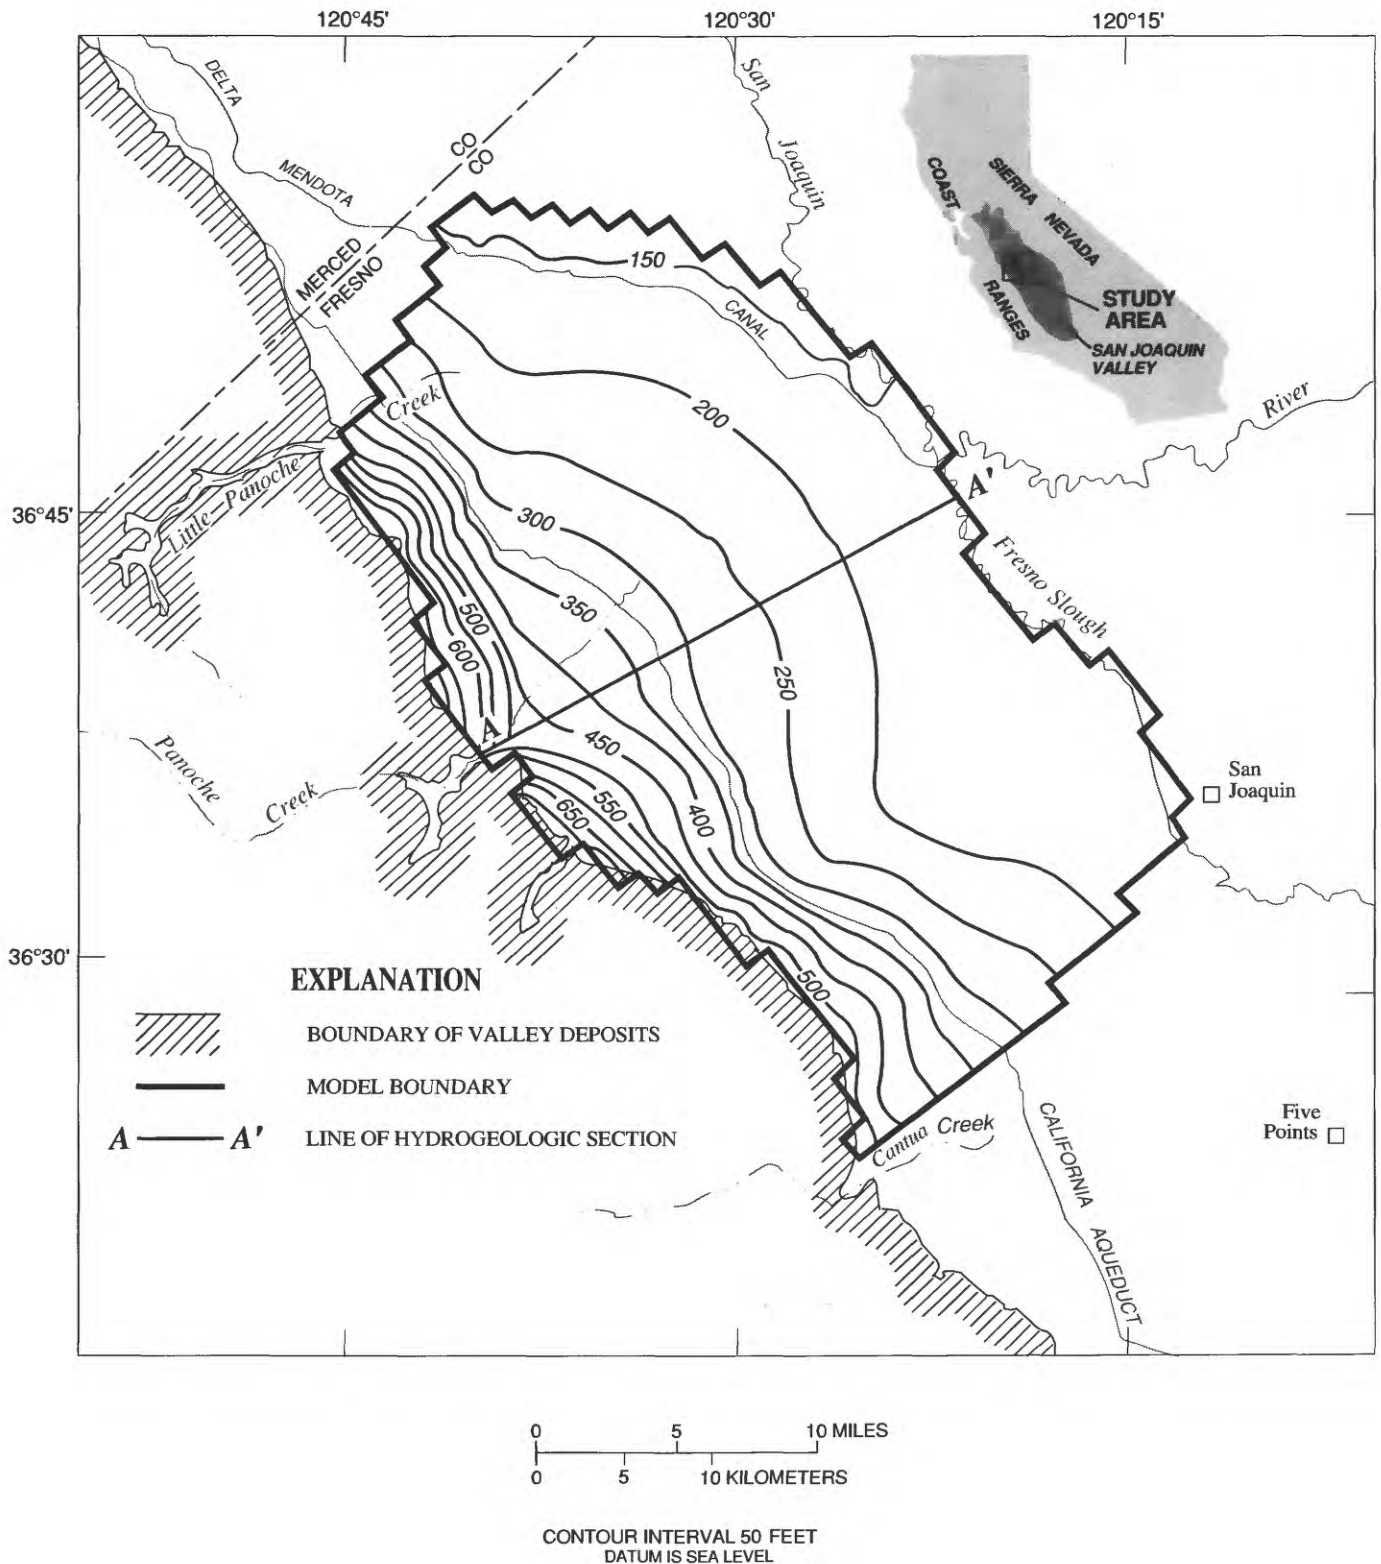 120°45'
120°30'
120°15'
DELTA
MENDOTA
CANAL
CO
CO
MERCED
FRESNO
San
Joaquin
River
COAST
RANGES
SIERRA
NEVADA
STUDY
AREA
SAN JOAQUIN
VALLEY
150
200
Creek
Little Panoche
36°45'
300
350
500
600
250
A
A'
Fresno Slough
450
400
550
650
Panoche
Creek
San
Joaquin
36°30'
500
EXPLANATION
BOUNDARY OF VALLEY DEPOSITS
MODEL BOUNDARY
A A' LINE OF HYDROGEOLOGIC SECTION
Cantua Creek
CALIFORNIA
AQUEDUCT
Five
Points
0 5 10 MILES
0 5 10 KILOMETERS
CONTOUR INTERVAL 50 FEET
DATUM IS SEA LEVEL